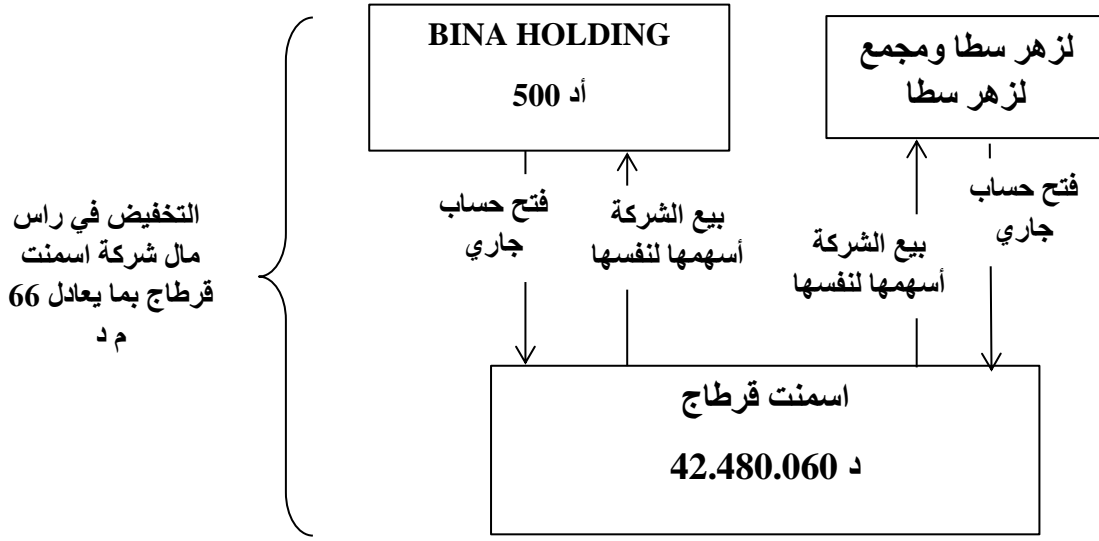 BINA HOLDING
500 أد
لزهر سطا ومجمع
لزهر سطا
فتح حساب
جاري
بيع الشركة
أسهمها لنفسها
بيع الشركة
أسهمها لنفسها
فتح حساب
جاري
التخفيض في راس
مال شركة اسمنت
قرطاج بما يعادل 66
م د
اسمنت قرطاج
42.480.060 د